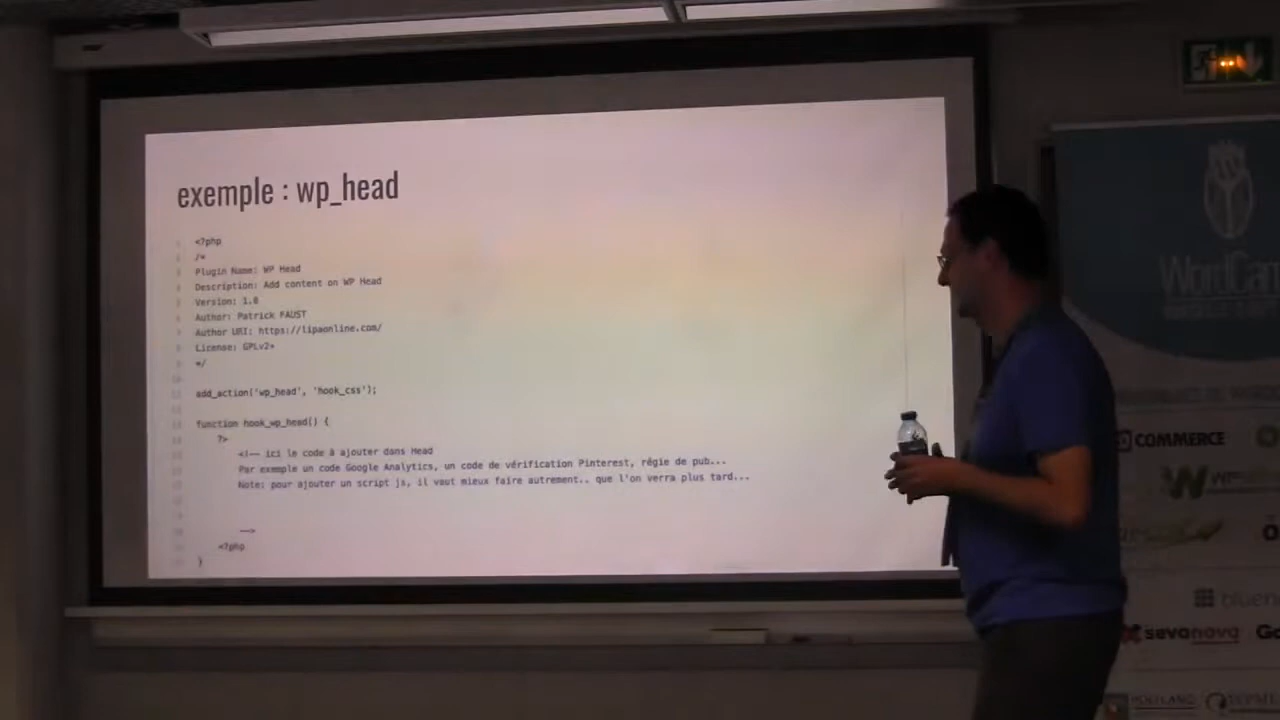 exemple : wp_head
<?php
/*
Plugin Name: WP Head
Description: Add content on WP Head
Version: 1.0
Author: Patrick FAUST
Author URI: https://lipaonline.com/
License: GPLv2+
*/
add_action('wp_head', 'hook_css');
function hook_wp_head() {
?>
<!-- ici le code à ajouter dans Head
Par exemple un code Google Analytics, un code de vérification Pinterest, régie de pub...
Note: pour ajouter un script js, il vaut mieux faire autrement.. que l'on verra plus tard...
-->
<?php
}
WordCam
COMMERCE
W
sevanova